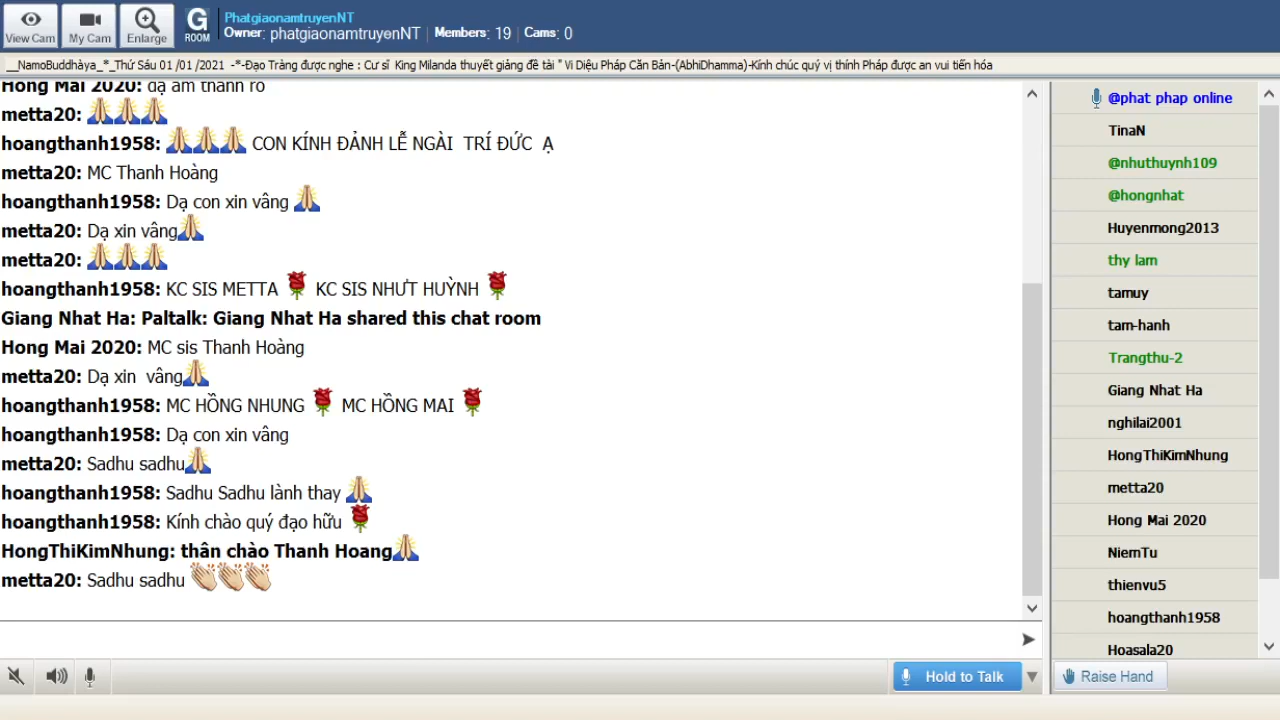 View Cam
My Cam
Enlarge
G
ROOM
PhatgiaonamtruyenNT
Owner: phatgiaonamtruyenNT | Members: 19 | Cams: 0
__NamoBuddhàya_*_Thứ Sáu 01 /01 /2021 -*-Đạo Tràng được nghe : Cư sĩ " King Milanda thuyết giảng đề tài " Vi Diệu Pháp Căn Bản-(AbhiDhamma)-Kính chúc quý vị thính Pháp được an vui tiến hóa
Hong Mai 2020: dạ âm thanh rõ
metta20:
hoangthanh1958: CON KÍNH ĐẢNH LỄ NGÀI TRÍ ĐỨC Ạ
metta20: MC Thanh Hoàng
hoangthanh1958: Dạ con xin vâng
metta20: Dạ xin vâng
metta20:
hoangthanh1958: KC SIS METTA KC SIS NHƯT HUỲNH
Giang Nhat Ha: Paltalk: Giang Nhat Ha shared this chat room
Hong Mai 2020: MC sis Thanh Hoàng
metta20: Dạ xin vâng
hoangthanh1958: MC HỒNG NHUNG MC HỒNG MAI
hoangthanh1958: Dạ con xin vâng
metta20: Sadhu sadhu
hoangthanh1958: Sadhu Sadhu lành thay
hoangthanh1958: Kính chào quý đạo hữu
HongThiKimNhung: thân chào Thanh Hoang
metta20: Sadhu sadhu
@phat phap online
TinaN
@nhuthuynh109
@hongnhat
Huyenmong2013
thy lam
tamuy
tam-hanh
Trangthu-2
Giang Nhat Ha
nghilai2001
HongThiKimNhung
metta20
Hong Mai 2020
NiemTu
thienvu5
hoangthanh1958
Hoasala20
Hold to Talk
Raise Hand